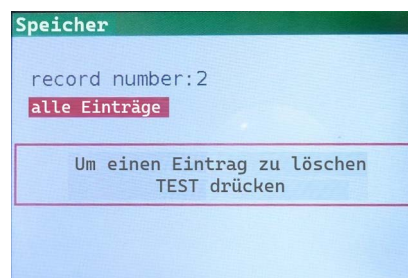 Speicher
record number:2
alle Einträge
Um einen Eintrag zu löschen
TEST drücken